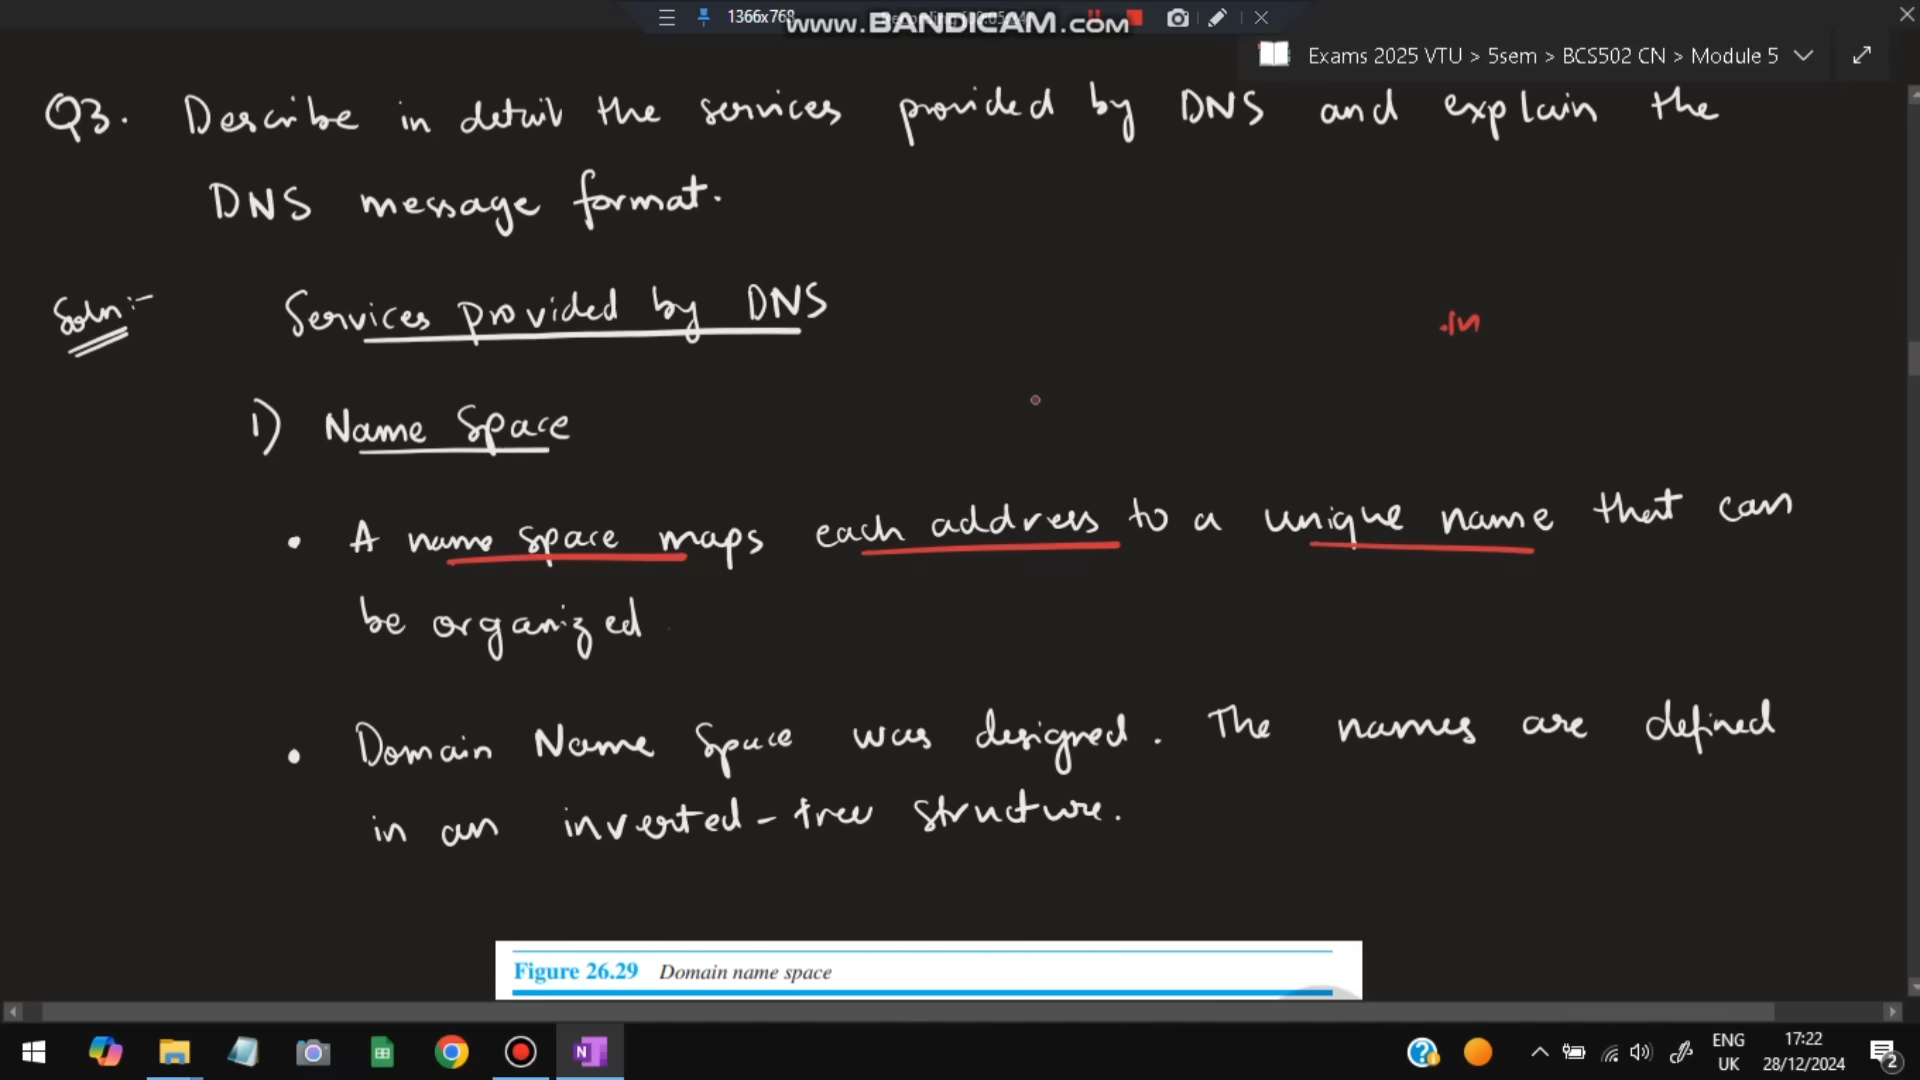 1366x768
www.BANDICAM.com
Exams 2025 VTU > 5sem > BCS502 CN > Module 5
Q3. Describe in detail the services provided by DNS and explain the
DNS message format.
Soln:-
Services provided by DNS
.in
1) Name Space
• A name space maps each address to a unique name that can
be organized
• Domain Name Space was designed. The names are defined
in an inverted-tree structure.
Figure 26.29 Domain name space
ENG
UK
17:22
28/12/2024
2